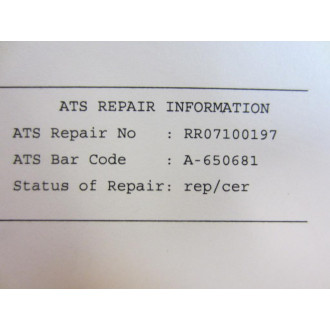 ATS REPAIR INFORMATION
ATS Repair No : RR07100197
ATS Bar Code : A-650681
Status of Repair: rep/cer